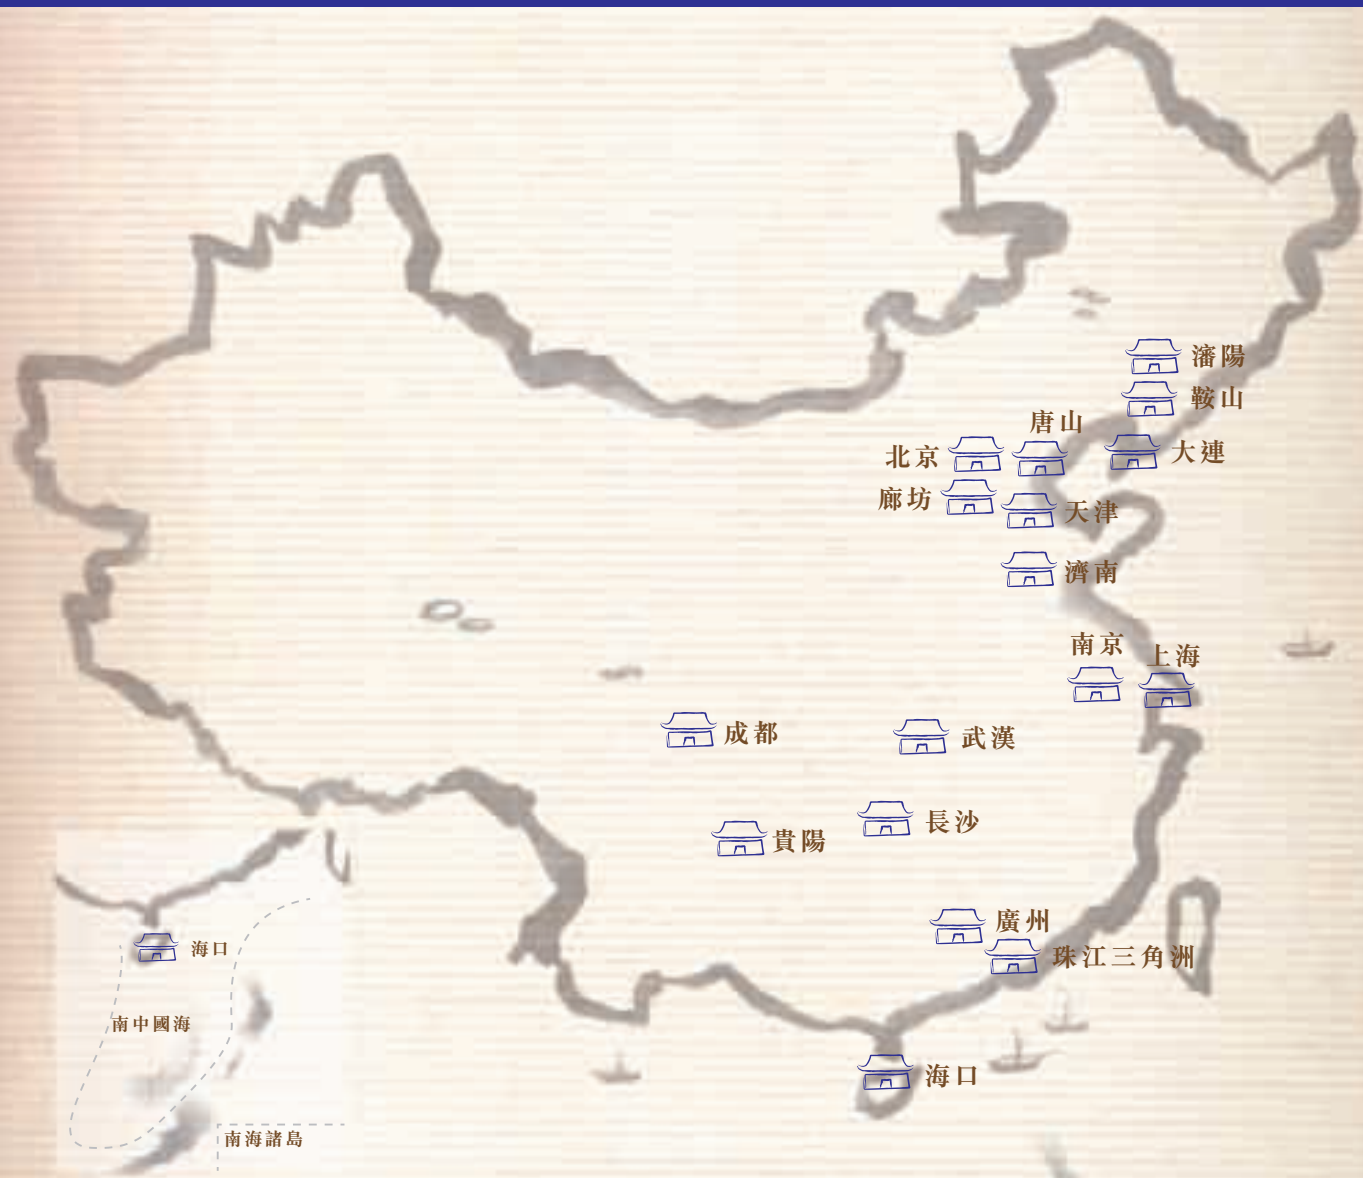 瀋陽
鞍山
唐山
北京
大連
廊坊
天津
濟南
南京
上海
成都
武漢
長沙
貴陽
廣州
珠江三角洲
海口
海口
南中國海
南海諸島